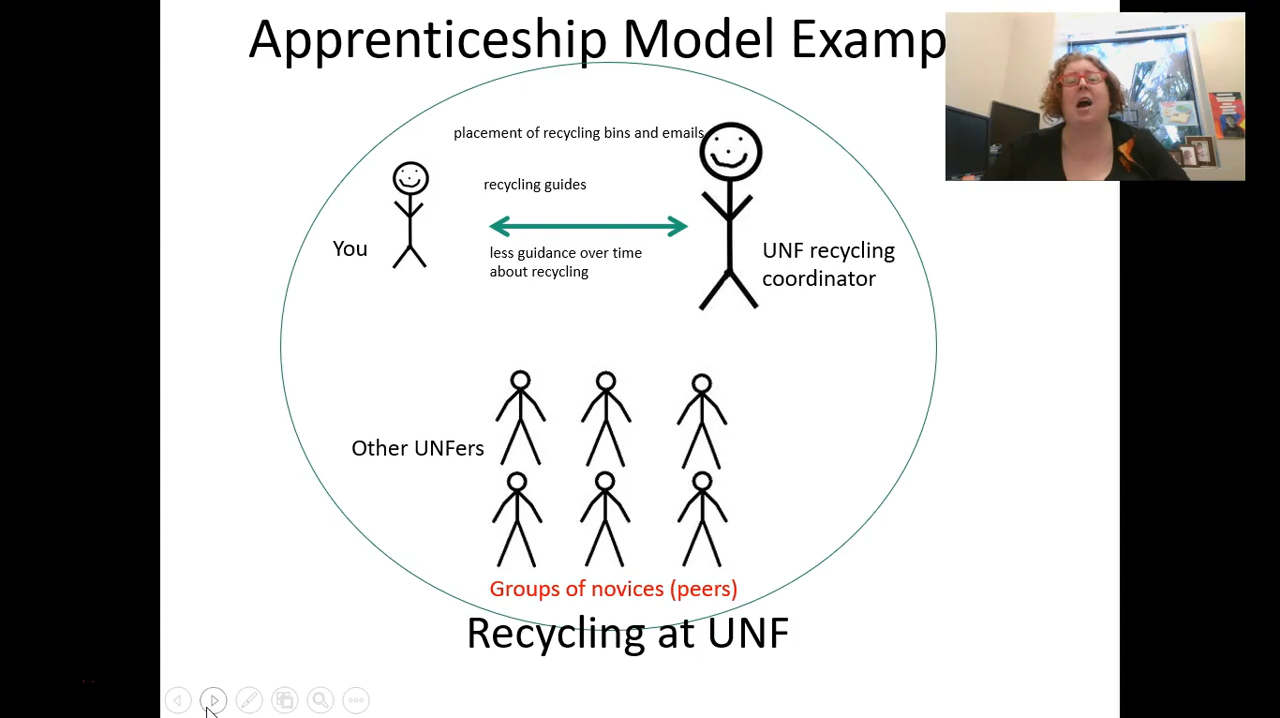 Apprenticeship Model Examp
placement of recycling bins and emails
recycling guides
less guidance over time
about recycling
You
UNF recycling
coordinator
Other UNFers
Groups of novices (peers)
Recycling at UNF